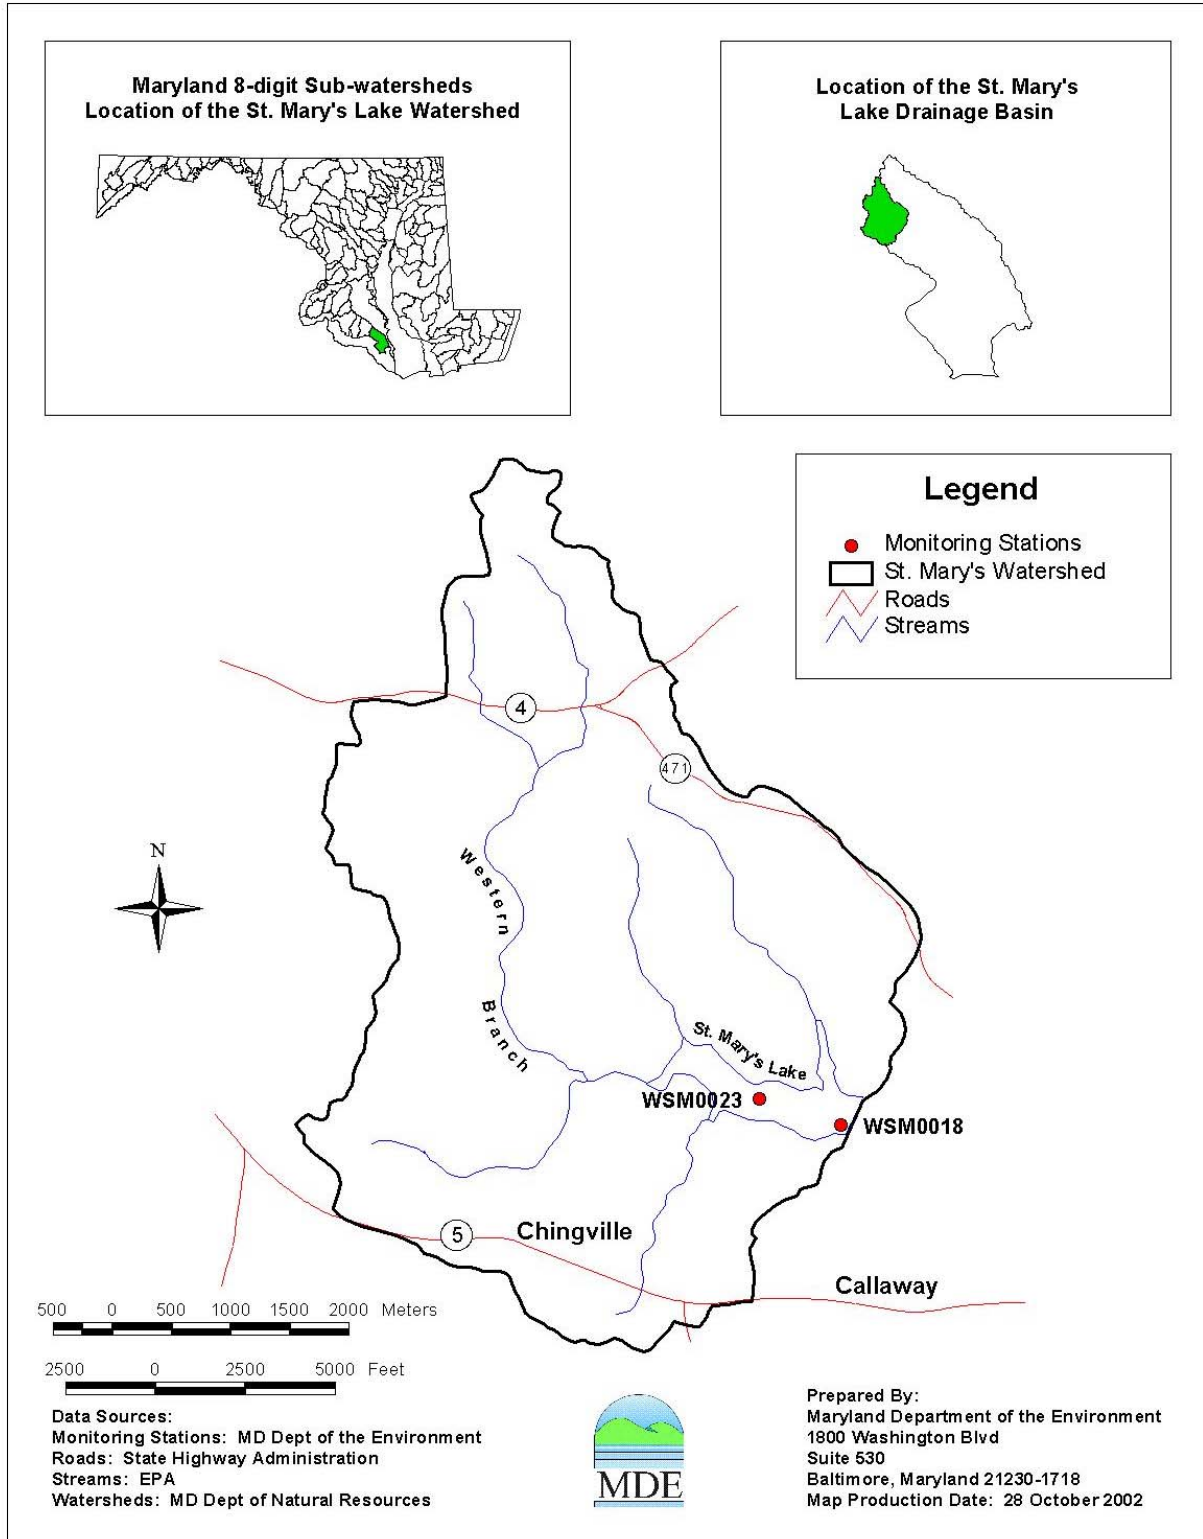 Maryland 8-digit Sub-watersheds
Location of the St. Mary's Lake Watershed
Location of the St. Mary's
Lake Drainage Basin
Legend
Monitoring Stations
St. Mary's Watershed
Roads
Streams
4
471
N
Western
Branch
St. Mary's Lake
WSM0023
WSM0018
Chingville
5
Callaway
500 0 500 1000 1500 2000 Meters
2500 0 2500 5000 Feet
Data Sources:
Monitoring Stations: MD Dept of the Environment
Roads: State Highway Administration
Streams: EPA
Watersheds: MD Dept of Natural Resources
MDE
Prepared By:
Maryland Department of the Environment
1800 Washington Blvd
Suite 530
Baltimore, Maryland 21230-1718
Map Production Date: 28 October 2002